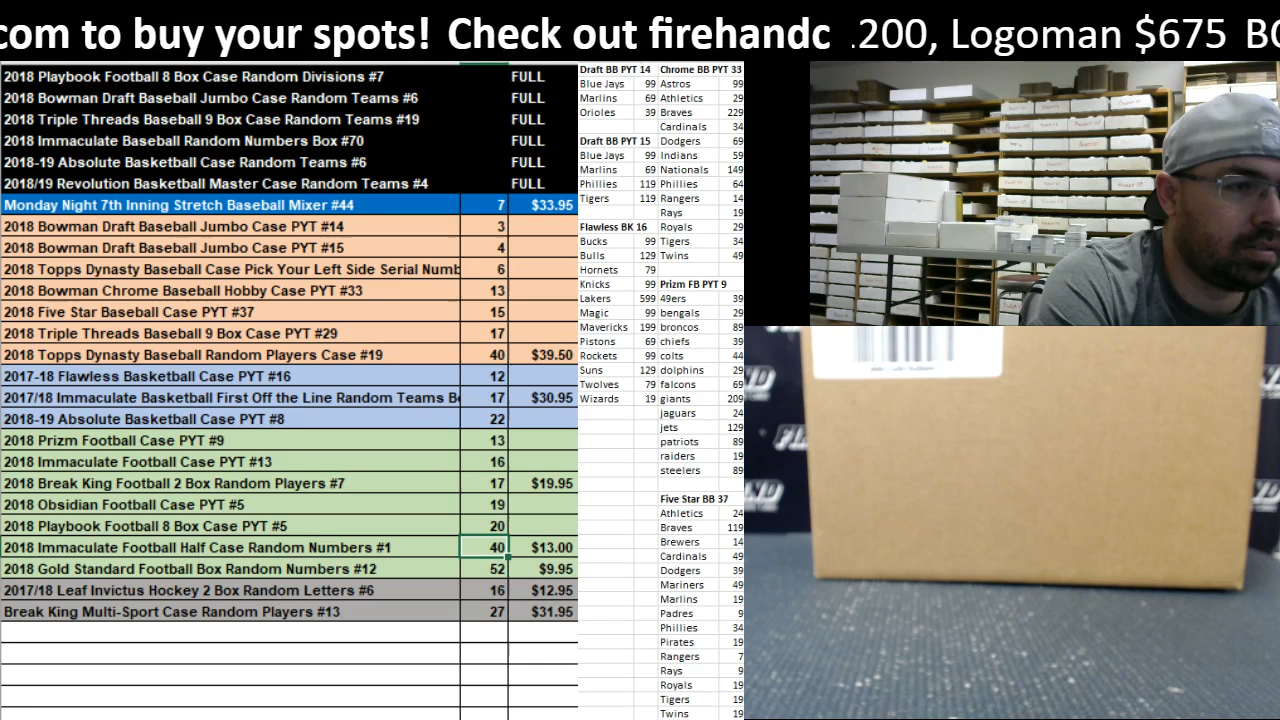 com to buy your spots! Check out firehandc
.200, Logoman $675 BO
2018 Playbook Football 8 Box Case Random Divisions #7 FULL
2018 Bowman Draft Baseball Jumbo Case Random Teams #6 FULL
2018 Triple Threads Baseball 9 Box Case Random Teams #19 FULL
2018 Immaculate Baseball Random Numbers Box #70 FULL
2018-19 Absolute Basketball Case Random Teams #6 FULL
2018/19 Revolution Basketball Master Case Random Teams #4 FULL
Monday Night 7th Inning Stretch Baseball Mixer #44 7 $33.95
2018 Bowman Draft Baseball Jumbo Case PYT #14 3
2018 Bowman Draft Baseball Jumbo Case PYT #15 4
2018 Topps Dynasty Baseball Case Pick Your Left Side Serial Numb 6
2018 Bowman Chrome Baseball Hobby Case PYT #33 13
2018 Five Star Baseball Case PYT #37 15
2018 Triple Threads Baseball 9 Box Case PYT #29 17
2018 Topps Dynasty Baseball Random Players Case #19 40 $39.50
2017-18 Flawless Basketball Case PYT #16 12
2017/18 Immaculate Basketball First Off the Line Random Teams Bo 17 $30.95
2018-19 Absolute Basketball Case PYT #8 22
2018 Prizm Football Case PYT #9 13
2018 Immaculate Football Case PYT #13 16
2018 Break King Football 2 Box Random Players #7 17 $19.95
2018 Obsidian Football Case PYT #5 19
2018 Playbook Football 8 Box Case PYT #5 20
2018 Immaculate Football Half Case Random Numbers #1 40 $13.00
2018 Gold Standard Football Box Random Numbers #12 52 $9.95
2017/18 Leaf Invictus Hockey 2 Box Random Letters #6 16 $12.95
Break King Multi-Sport Case Random Players #13 27 $31.95
Draft BB PYT 14
Blue Jays 99
Marlins 69
Orioles 39
Draft BB PYT 15
Blue Jays 99
Marlins 69
Phillies 119
Tigers 119
Flawless BK 16
Bucks 99
Bulls 129
Hornets 79
Knicks 99
Lakers 599
Magic 99
Mavericks 199
Pistons 69
Rockets 99
Suns 129
Twolves 79
Wizards 19
Chrome BB PYT 33
Astros 99
Athletics 29
Braves 229
Cardinals 34
Dodgers 69
Indians 59
Nationals 149
Phillies 64
Rangers 14
Rays 19
Royals 29
Tigers 34
Twins 49
Prizm FB PYT 9
49ers 39
bengals 29
broncos 89
chiefs 39
colts 44
dolphins 29
falcons 69
giants 209
jaguars 24
jets 129
patriots 89
raiders 19
steelers 89
Five Star BB 37
Athletics 24
Braves 119
Brewers 14
Cardinals 49
Dodgers 39
Mariners 49
Marlins 19
Padres 9
Phillies 34
Pirates 19
Rangers 7
Rays 9
Royals 19
Tigers 19
Twins 19